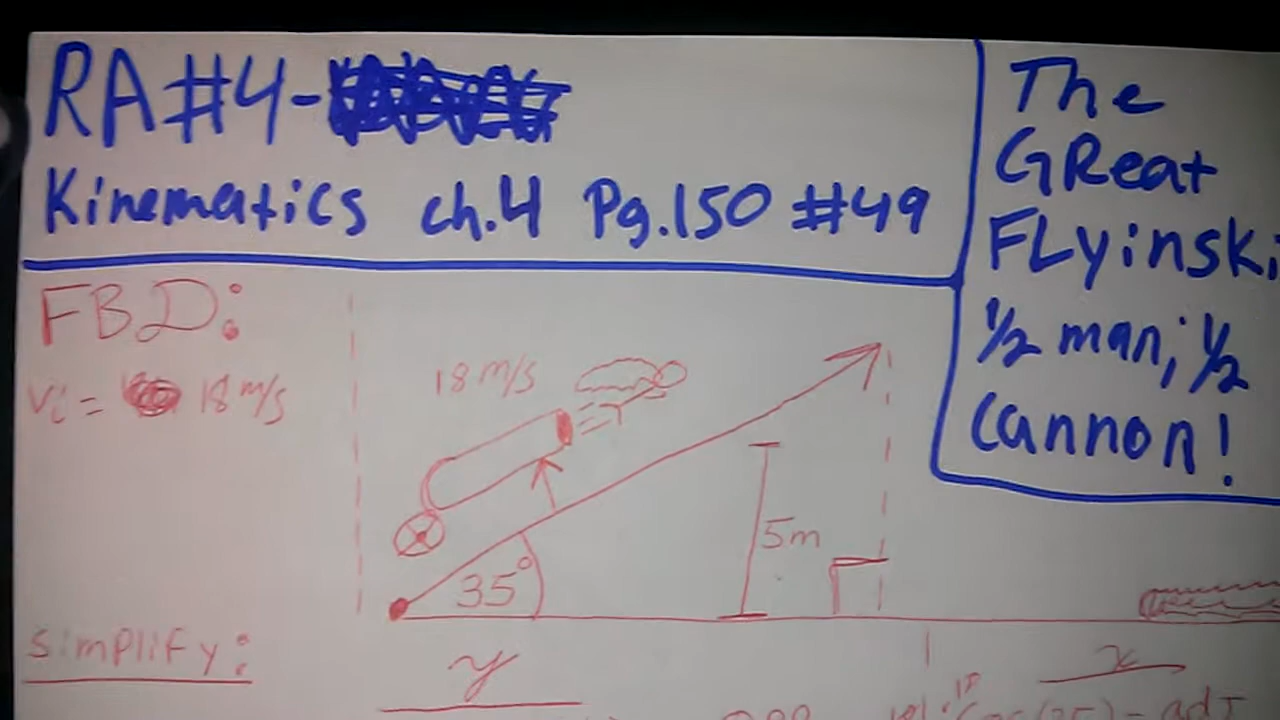 RA#4-
Kinematics ch.4 Pg.150 #49
The
GReat
FLyinski
1/2 man; 1/2
Cannon!
FBD:
Vi = 18 m/s
18 m/s
5m
35°
Simplify:
y
x